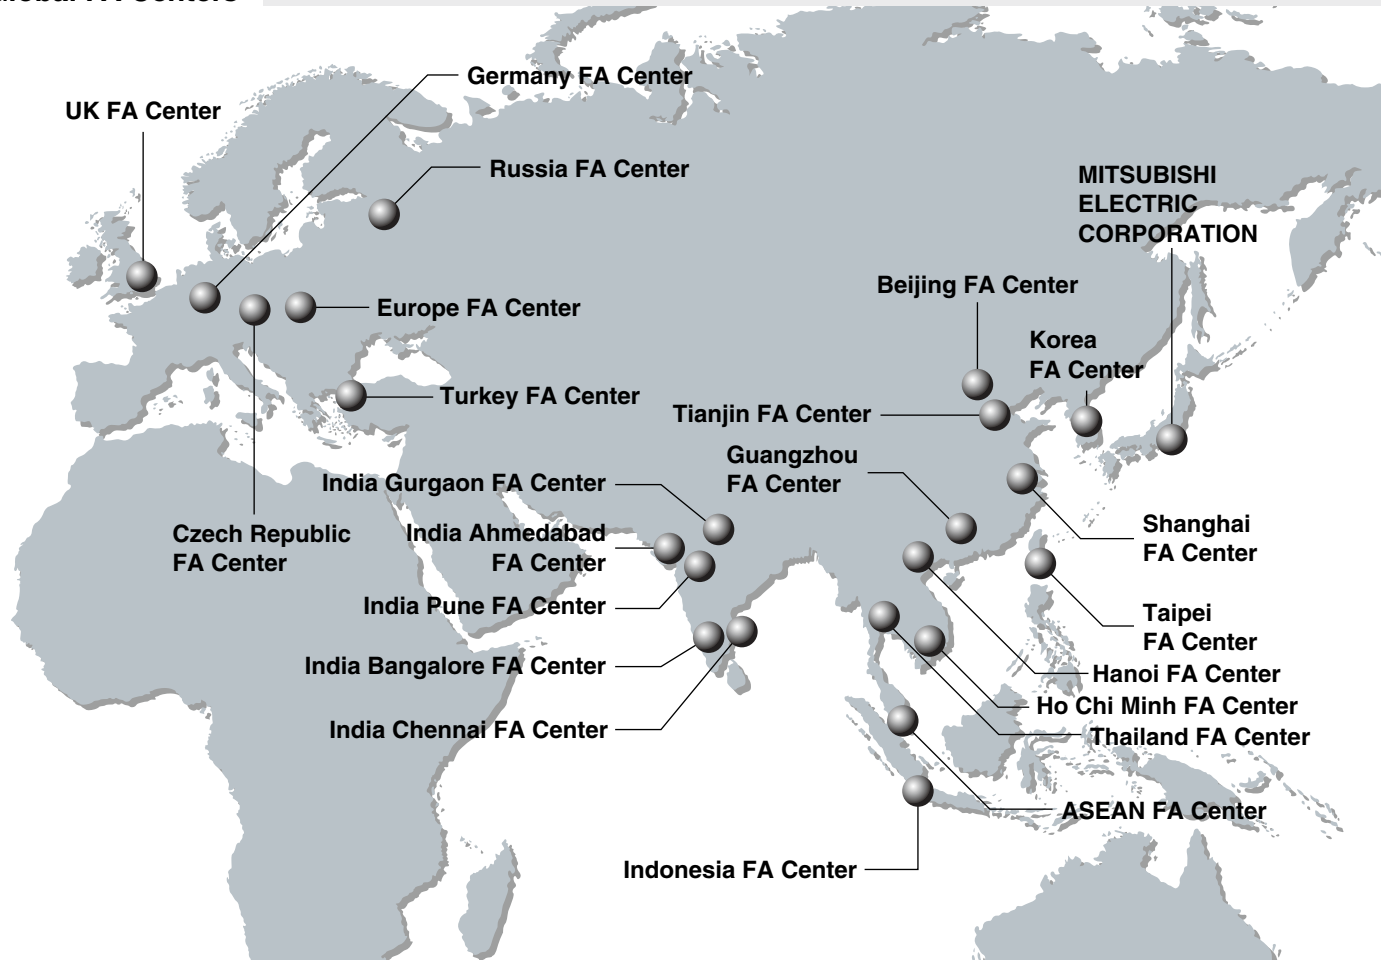 Germany FA Center
UK FA Center
Russia FA Center
MITSUBISHI
ELECTRIC
CORPORATION
Beijing FA Center
Europe FA Center
Korea
FA Center
Turkey FA Center
Tianjin FA Center
Guangzhou
FA Center
India Gurgaon FA Center
Czech Republic
FA Center
India Ahmedabad
FA Center
Shanghai
FA Center
India Pune FA Center
Taipei
FA Center
India Bangalore FA Center
Hanoi FA Center
Ho Chi Minh FA Center
India Chennai FA Center
Thailand FA Center
ASEAN FA Center
Indonesia FA Center